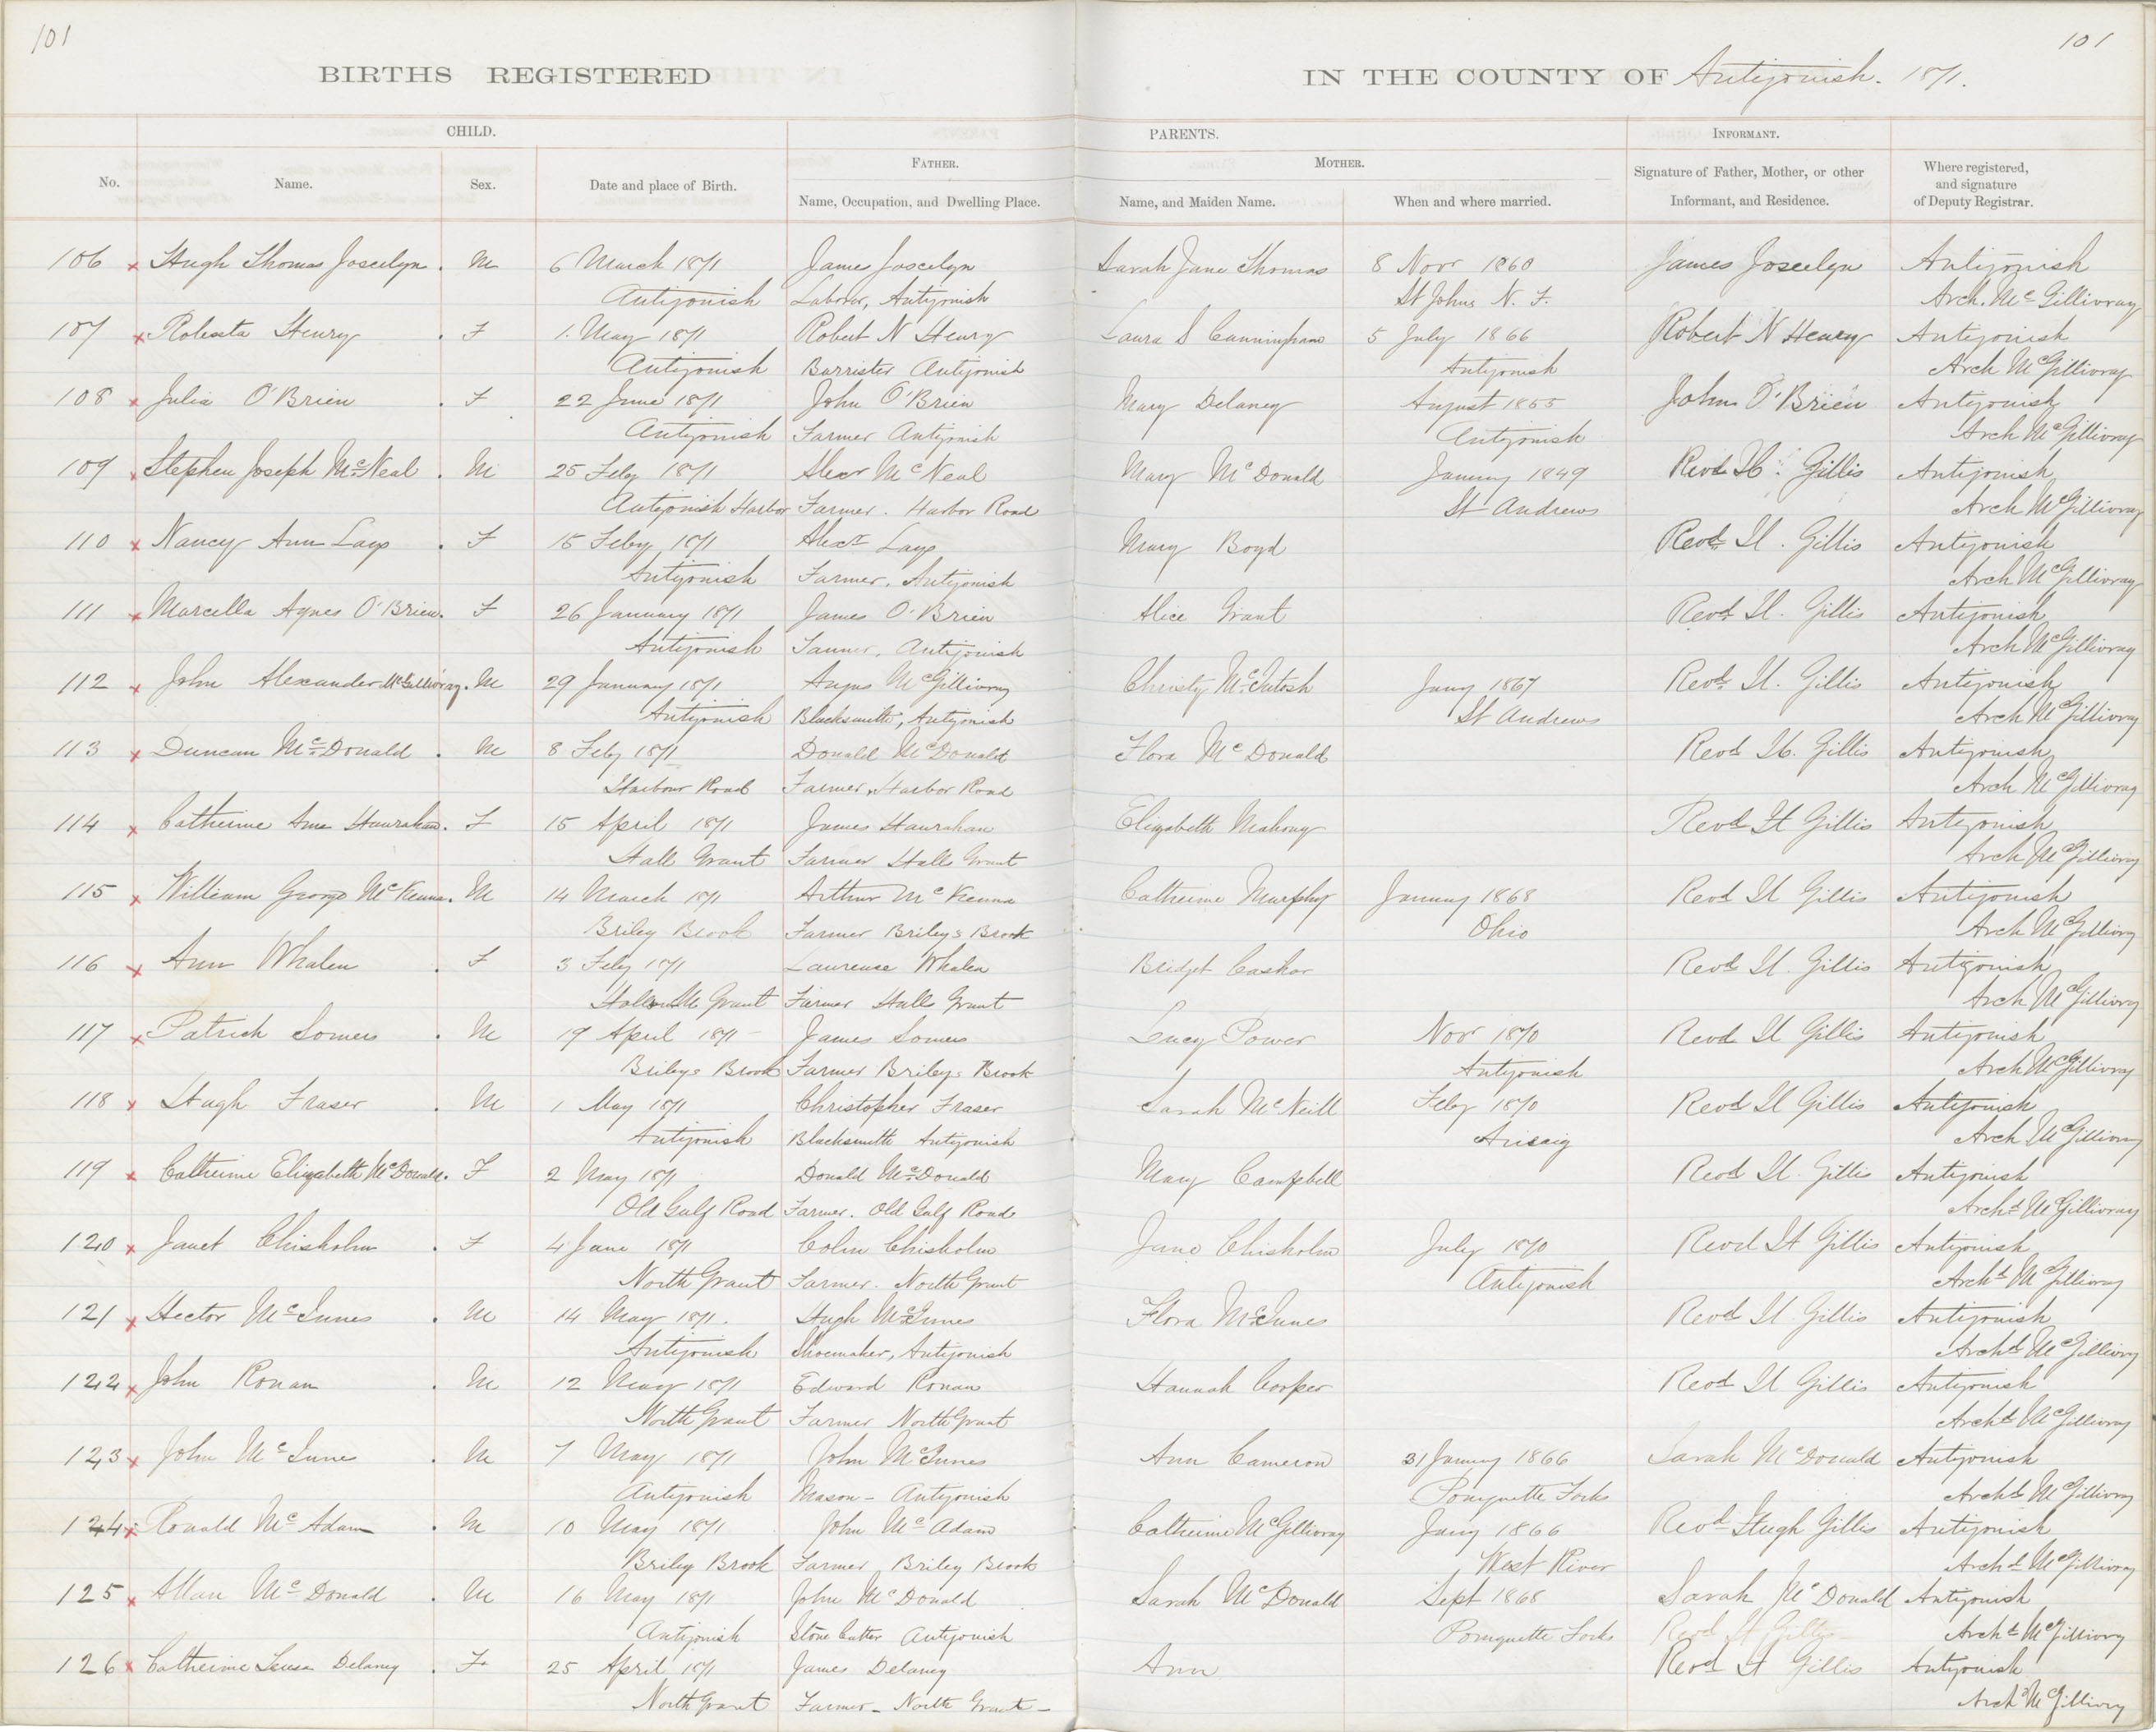 101
101
BIRTHS REGISTERED
IN THE COUNTY OF Antigonish. 1871.
CHILD.
PARENTS.
INFORMANT.
No.
Name.
Sex.
Date and place of Birth.
FATHER.
Name, Occupation, and Dwelling Place.
MOTHER.
Name, and Maiden Name.
When and where married.
Signature of Father, Mother, or other
Informant, and Residence.
Where registered,
and signature
of Deputy Registrar.
106 x Hugh Thomas Joscelyn . M 6 March 1871 James Joscelyn Sarah Jane Thomas 8 Novr 1860 James Joscelyn Antigonish
Antigonish Laborer, Antigonish St Johns N. F. Arch. McGillivray
107 x Robesta Henry . F 1. May 1871 Robert N Henry Laura S Cunningham 5 July 1866 Robert N Henry Antigonish
Antigonish Barrister Antigonish Antigonish Arch McGillivray
108 x Julia O'Brien . F 22 June 1871 John O'Brien Mary Delaney August 1855 John O'Brien Antigonish
Antigonish Farmer Antigonish Antigonish Arch McGillivray
109 x Stephen Joseph McNeal . M 25 Feby 1871 Alexr McNeal Mary McDonald January 1849 Revd H. Gillis Antigonish
Antigonish Harbor Farmer. Harbor Road St Andrews Arch McGillivray
110 x Nancy Ann Lays . F 15 Feby 1871 Alexr Lays Mary Boyd Revd H. Gillis Antigonish
Antigonish Farmer. Antigonish Arch McGillivray
111 x Marcella Agnes O'Brien. F 26 January 1871 James O'Brien Alice Grant Revd H. Gillis Antigonish
Antigonish Tanner, Antigonish Arch McGillivray
112 x John Alexander McGillivray. M 29 January 1871 Angus McGillivray Christy McIntosh Jany 1867 Revd H. Gillis Antigonish
Antigonish Blacksmith, Antigonish St Andrews Arch McGillivray
113 x Duncan McDonald . M 8 Feby 1871 Donald McDonald Flora McDonald Revd H. Gillis Antigonish
Harbour Road Farmer, Harbor Road Arch McGillivray
114 x Catherine Ann Hanrahan. F 15 April 1871 James Hanrahan Elizabeth Mahony Revd H Gillis Antigonish
Hall Grant Farmer Halls Grant Arch McGillivray
115 x William George McKenna. M 14 March 1871 Arthur McKenna Catherine Murphy January 1868 Revd H Gillis Antigonish
Briley Brook Farmer Brileys Brook Ohio Arch McGillivray
116 x Ann Whalen . F 3 Feby 1871 Laurence Whalen Bridget Revd H. Gillis Antigonish
Grant Farmer Halls Grant Arch McGillivray
117 x Patrick Somers . M 19 April 1871 - James Somers Lucy Power Novr 1870 Revd H Gillis Antigonish
Brileys Brook Farmer Brileys Brook Antigonish Arch McGillivray
118 x Hugh Fraser . M 1 May 1871 Christopher Fraser Sarah McNeill Feby 1870 Revd H Gillis Antigonish
Antigonish Blacksmith Antigonish Arisaig Arch McGillivray
119 x Catherine Elizabeth McDonald. F 2 May 1871 Donald McDonald Mary Campbell Revd H. Gillis Antigonish
Old Gulf Road Farmer. Old Gulf Road Archd McGillivray
120 x Janet Chisholm . F 4 June 1871 Colin Chisholm Jane Chisholm July 1870 Revd H Gillis Antigonish
North Grant Farmer. North Grant Antigonish Archd McGillivray
121 x Hector McInnes . M 14 May 1871. Hugh McInnes Flora McInnes Revd H Gillis Antigonish
Antigonish Shoemaker, Antigonish Archd McGillivray
122 x John Ronan . M 12 May 1871 Edward Ronan Hannah Cooper Revd H Gillis Antigonish
North Grant Farmer North Grant Archd McGillivray
123 x John McInnes . M 7 May 1871 John McInnes Ann Cameron 31 January 1866 Sarah McDonald Antigonish
Antigonish Mason - Antigonish Pomquette Forks Archd McGillivray
124 x Ronald McAdam . M 10 May 1871 John McAdam Catherine McGillivray Jany 1866 Revd Hugh Gillis Antigonish
Briley Brook Farmer, Briley Brook West River Archd McGillivray
125 x Allan McDonald . M 16 May 1871 John McDonald Sarah McDonald Sept 1868 Sarah McDonald Antigonish
Antigonish Stone Cutter Antigonish Pomquette Forks Revd H Gillis Archd McGillivray
126 x Catherine Delaney . F 25 April 1871 James Delaney Ann Revd H Gillis Antigonish
North Grant Farmer - North Grant - Archd McGillivray